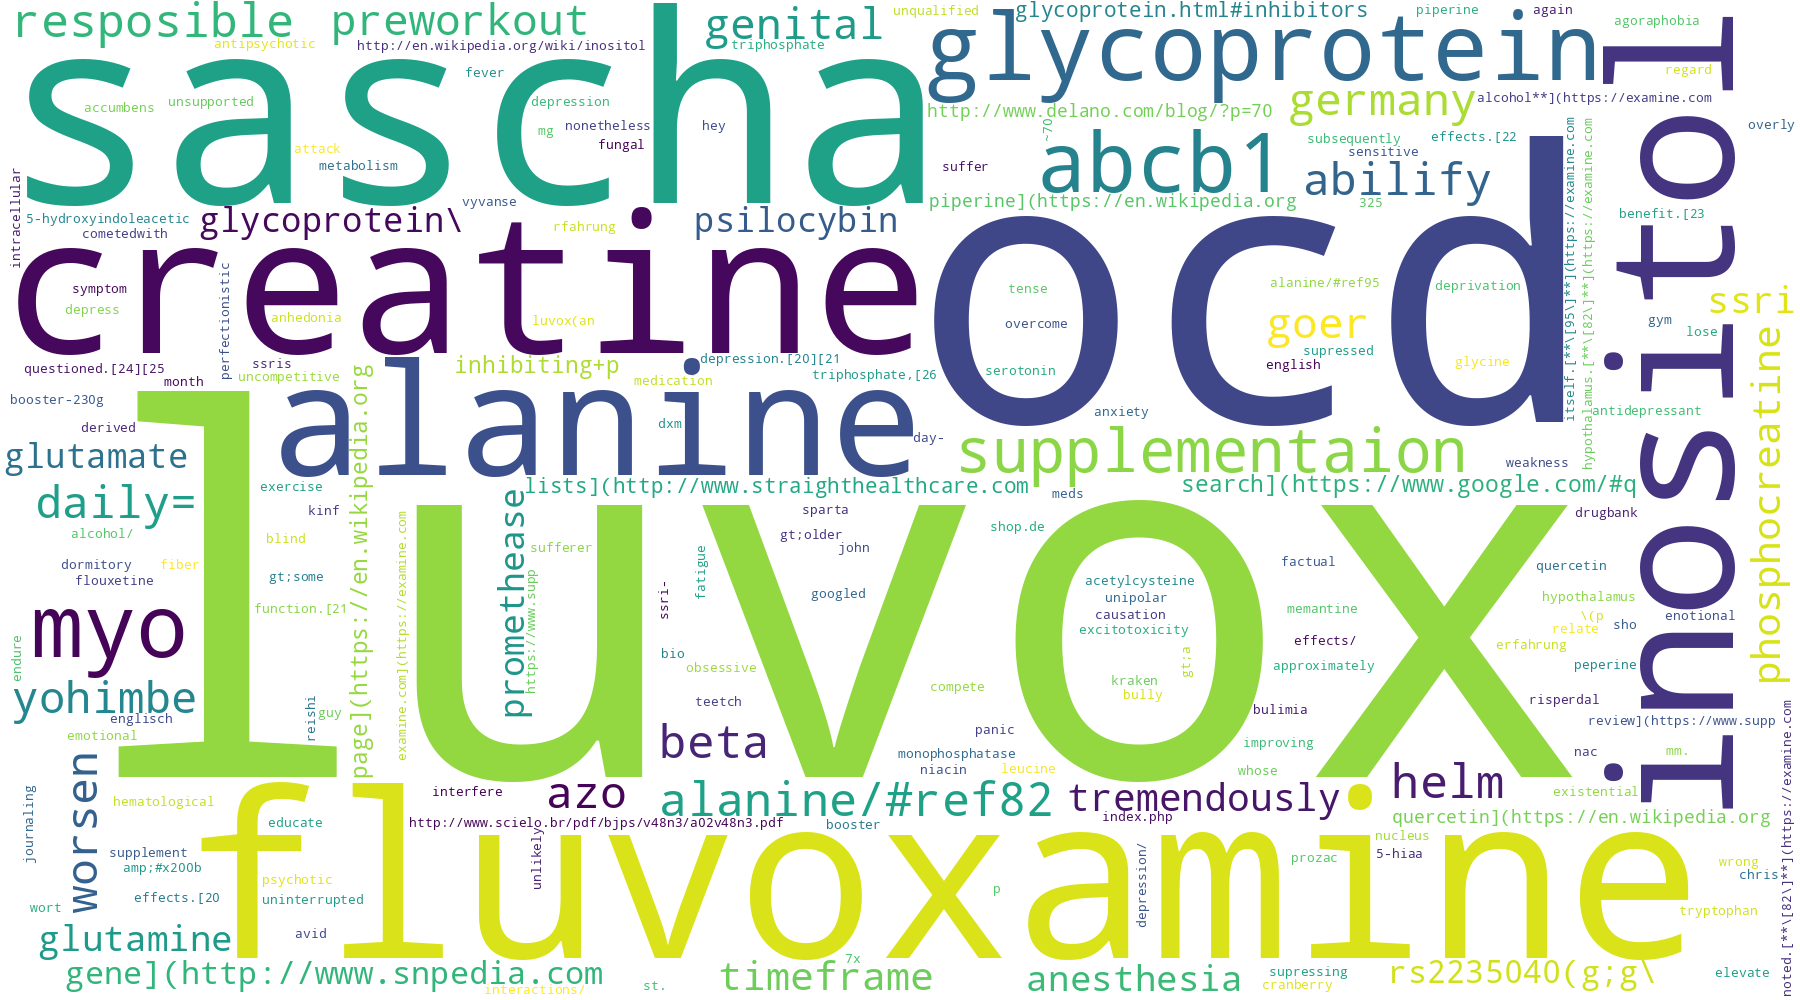 resposible
preworkout
genital
unqualified
glycoprotein.html#inhibitors
piperine
again
agoraphobia
antipsychotic
http://en.wikipedia.org/wiki/inositol
triphosphate
sascha
glycoprotein
inositol
fever
regard
accumbens
unsupported
depression
http://www.delano.com/blog/?p=70
germany
alcohol**](https://examine.com
mg
nonetheless
hey
~70
overly
attack
fungal
abcb1
subsequently
effects.[22
metabolism
sensitive
suffer
abilify
intracellular
itself.[**\[95\]**](https://examine.com
hypothalamus.[**\[82\]**](https://examine.com
5-hydroxyindoleacetic
glycoprotein\
vyvanse
psilocybin
piperine](https://en.wikipedia.org
325
benefit.[23
cometedwith
rfahrung
creatine
ocd
symptom
perfectionistic
tense
alanine/#ref95
deprivation
ssri
depress
anhedonia
luvox(an
overcome
goer
gym
lose
supressed
questioned.[24][25
ssris
inhibiting+p
depression.[20][21
english
glycine
month
uncompetitive
medication
triphosphate,[26
serotonin
booster-230g
page](https://en.wikipedia.org
alanine
anxiety
antidepressant
phosphocreatine
derived
dxm
day-
supplementaion
glutamate
weakness
daily=
exercise
lists](http://www.straighthealthcare.com
meds
search](https://www.google.com/#q
kinf
promethease
sparta
shop.de
drugbank
alcohol/
blind
examine.com](https://examine.com
sufferer
gt;older
john
luvox
dormitory
fiber
flouxetine
gt;some
https://www.supp
ssri-
fatigue
googled
acetylcysteine
unipolar
factual
quercetin
myo
function.[21
causation
memantine
hypothalamus
\(p
enotional
excitotoxicity
relate
sho
endure
bio
obsessive
gt;a
effects/
erfahrung
approximately
peperine
yohimbe
compete
kraken
bully
risperdal
englisch
reishi
guy
teetch
bulimia
review](https://www.supp
emotional
beta
panic
improving
noted.[**\[82\]**](https://examine.com
monophosphatase
nac
mm.
worsen
niacin
leucine
whose
journaling
hematological
interfere
azo
alanine/#ref82
tremendously
helm
existential
educate
http://www.scielo.br/pdf/bjps/v48n3/a02v48n3.pdf
booster
index.php
quercetin](https://en.wikipedia.org
fluvoxamine
supplement
unlikely
depression/
nucleus
5-hiaa
amp;#x200b
prozac
wrong
psychotic
chris
effects.[20
uninterrupted
p
wort
tryptophan
avid
glutamine
7x
gene](http://www.snpedia.com
timeframe
anesthesia
supressing
rs2235040(g;g\
elevate
interactions/
st.
cranberry